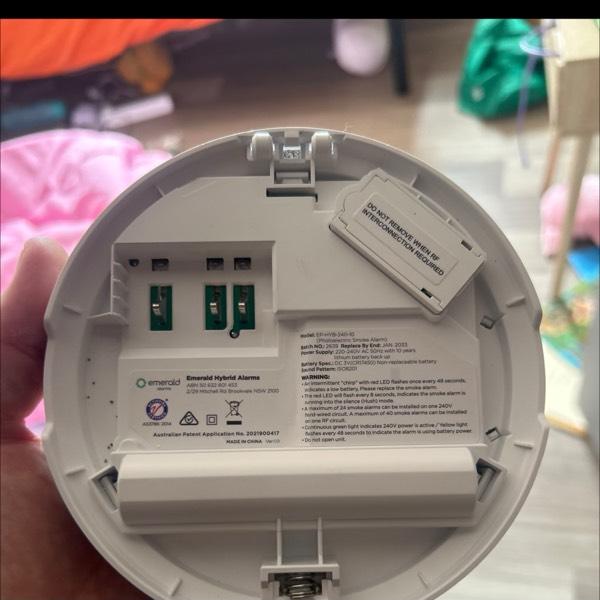 DO NOT REMOVE WHEN RF
INTERCONNECTION REQUIRED
emerald
alarms
Emerald Hybrid Alarms
ABN 50 632 801 453
2/29 Mitchell Rd Brookvale NSW 2100
AS3786: 2014
Australian Patent Application No. 2021900417
MADE IN CHINA Ver:1.0
Model: EP-HYB-240-10
(Photoelectric Smoke Alarm)
Batch NO.: 2639 Replace By End: JAN. 2033
Power Supply: 220-240V AC 50Hz with 10 years
lithium battery back up
Battery Spec: DC 3V(CR17450) Non-replaceable battery
Sound Pattern: ISO8201
WARNING:
• An intermittent "chirp" with red LED flashes once every 48 seconds,
indicates a low battery. Please replace the smoke alarm.
• The red LED will flash every 8 seconds, indicates the smoke alarm is
running into the silence (Hush) mode.
• A maximum of 24 smoke alarms can be installed on one 240V
hard-wired circuit. A maximum of 40 smoke alarms can be installed
on one RF circuit.
• Continuous green light indicates 240V power is active / Yellow light
flashes every 48 seconds to indicate the alarm is using battery power.
• Do not open unit.